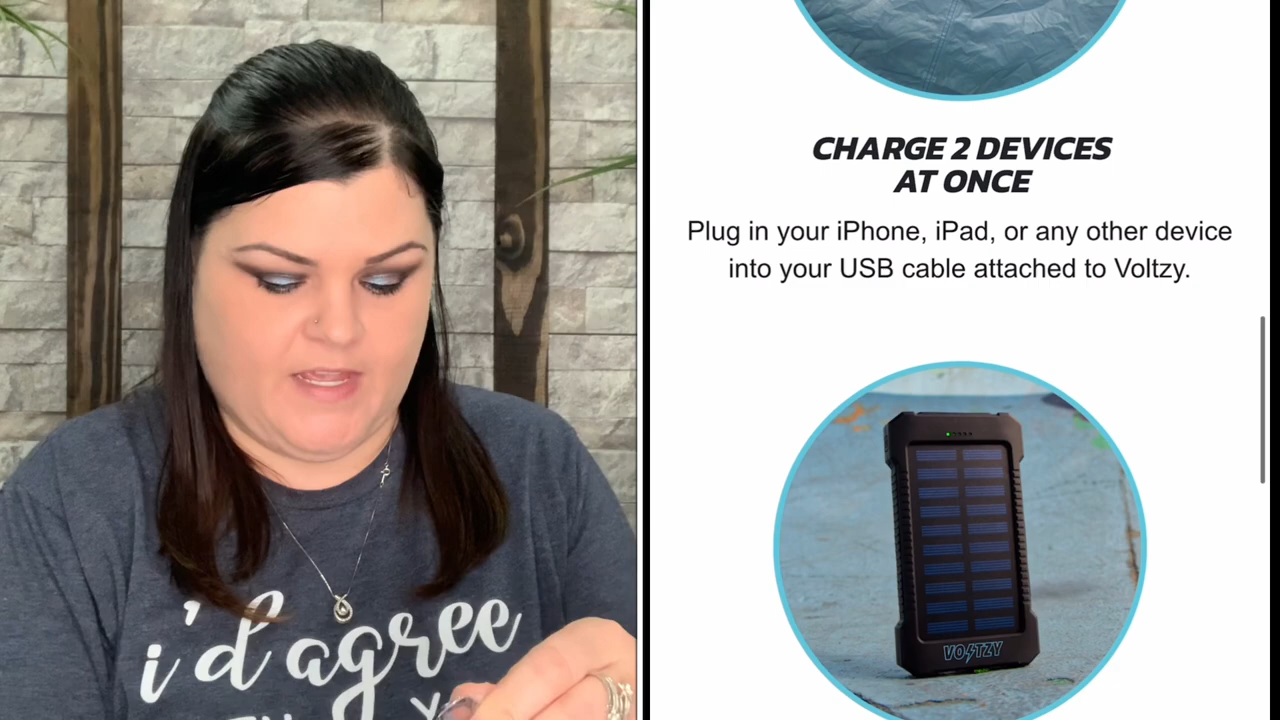 i'd agree
CHARGE 2 DEVICES
AT ONCE
Plug in your iPhone, iPad, or any other device
into your USB cable attached to Voltzy.
VOLTZY